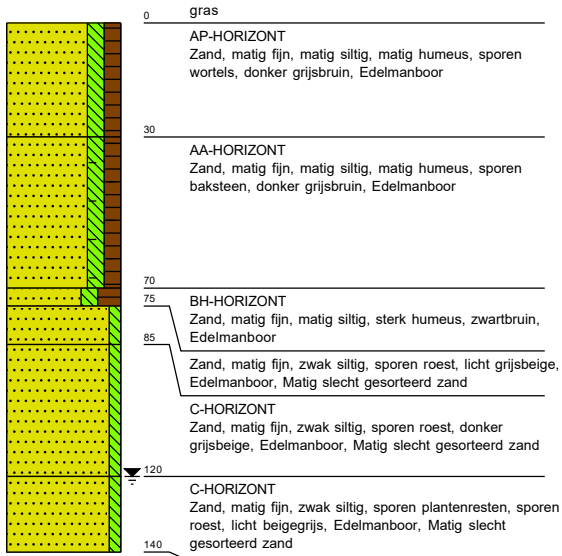 gras
0
AP-HORIZONT
Zand, matig fijn, matig siltig, matig humeus, sporen
wortels, donker grijsbruin, Edelmanboor
30
AA-HORIZONT
Zand, matig fijn, matig siltig, matig humeus, sporen
baksteen, donker grijsbruin, Edelmanboor
70
75
BH-HORIZONT
Zand, matig fijn, matig siltig, sterk humeus, zwartbruin,
Edelmanboor
85
Zand, matig fijn, zwak siltig, sporen roest, licht grijsbeige,
Edelmanboor, Matig slecht gesorteerd zand
C-HORIZONT
Zand, matig fijn, zwak siltig, sporen roest, donker
grijsbeige, Edelmanboor, Matig slecht gesorteerd zand
120
C-HORIZONT
Zand, matig fijn, zwak siltig, sporen plantenresten, sporen
roest, licht beigegrijs, Edelmanboor, Matig slecht
gesorteerd zand
140